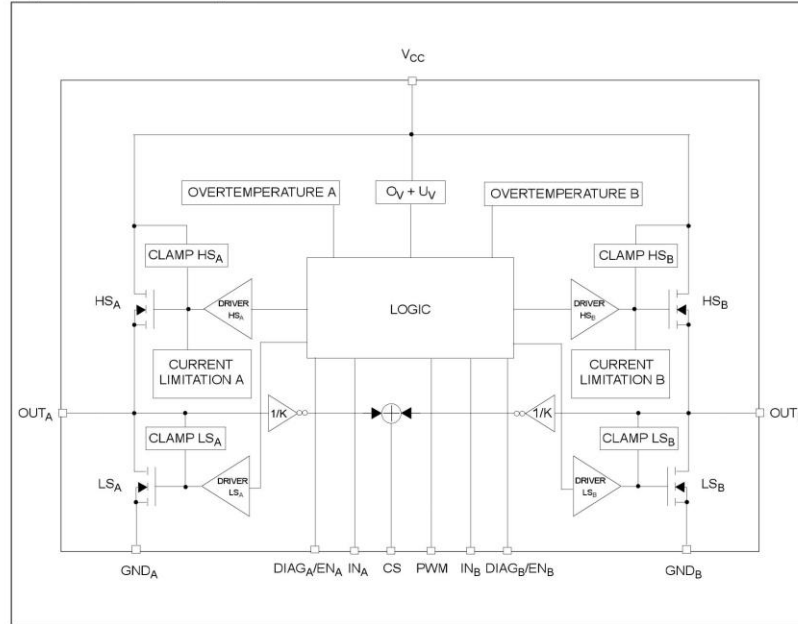 VCC
OVERTEMPERATURE A
OV + UV
OVERTEMPERATURE B
CLAMP HSA
CLAMP HSB
HSA
DRIVER
HSA
LOGIC
DRIVER
HSB
HSB
CURRENT
LIMITATION A
CURRENT
LIMITATION B
OUTA
1/K
1/K
OUT
CLAMP LSA
CLAMP LSB
LSA
DRIVER
LSA
DRIVER
LSB
LSB
GNDA
DIAGA/ENA
INA
CS
PWM
INB
DIAGB/ENB
GNDB